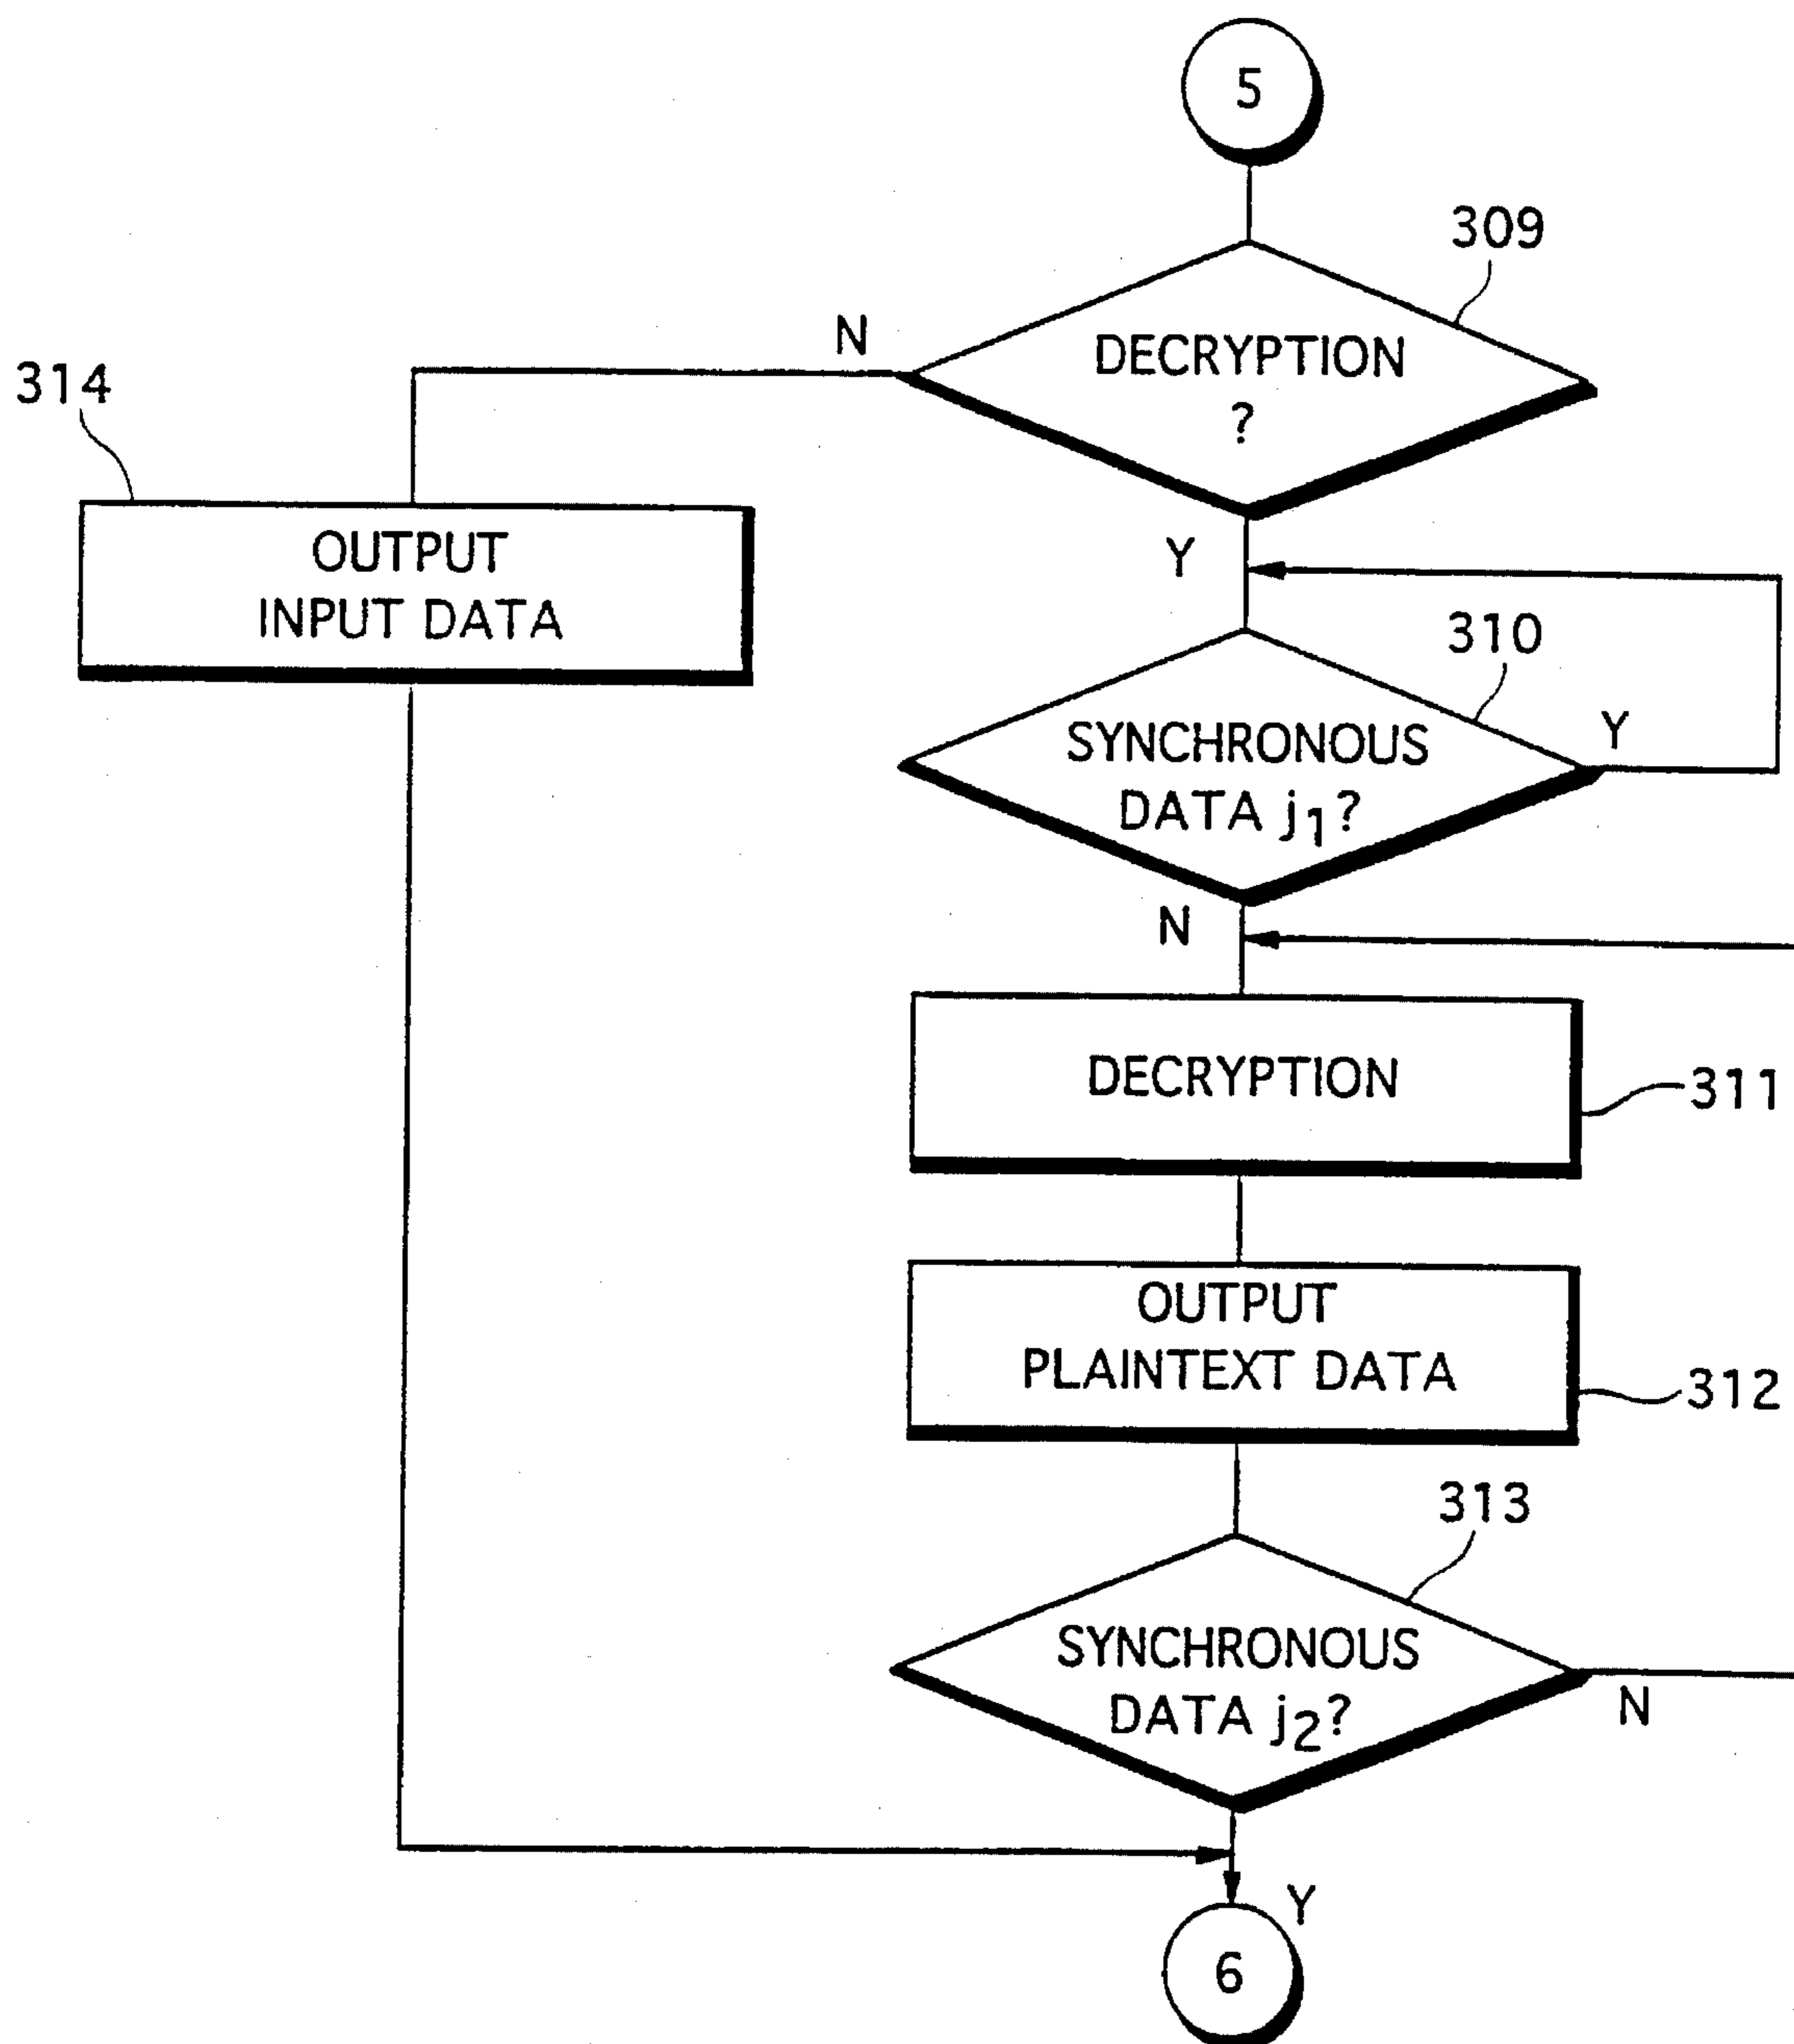 5
309
N
DECRYPTION
?
314
OUTPUT
INPUT DATA
Y
310
SYNCHRONOUS
DATA j₁?
Y
N
DECRYPTION
311
OUTPUT
PLAINTEXT DATA
312
313
SYNCHRONOUS
DATA j₂?
N
Y
6